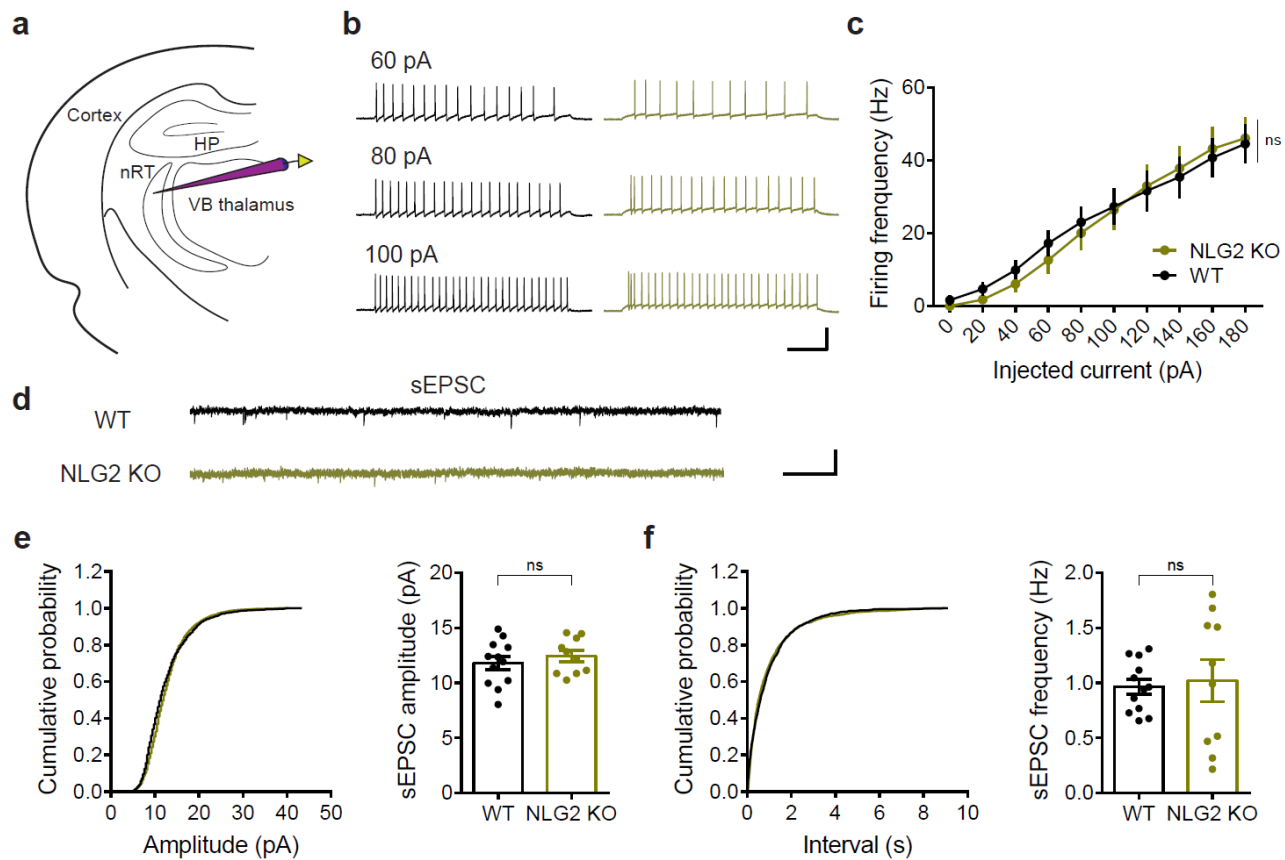 a
Cortex
HP
nRT
VB thalamus
b
60 pA
80 pA
100 pA
c
Firing frenquency (Hz)
60
40
20
0
ns
NLG2 KO
WT
0 20 40 60 80 100 120 140 160 180
Injected current (pA)
d
sEPSC
WT
NLG2 KO
e
Cumulative probability
1.2
1.0
0.8
0.6
0.4
0.2
0.0
0 10 20 30 40 50
Amplitude (pA)
sEPSC amplitude (pA)
20
15
10
5
0
ns
WT NLG2 KO
f
Cumulative probability
1.2
1.0
0.8
0.6
0.4
0.2
0.0
0 2 4 6 8 10
Interval (s)
sEPSC frequency (Hz)
2.0
1.5
1.0
0.5
0.0
ns
WT NLG2 KO